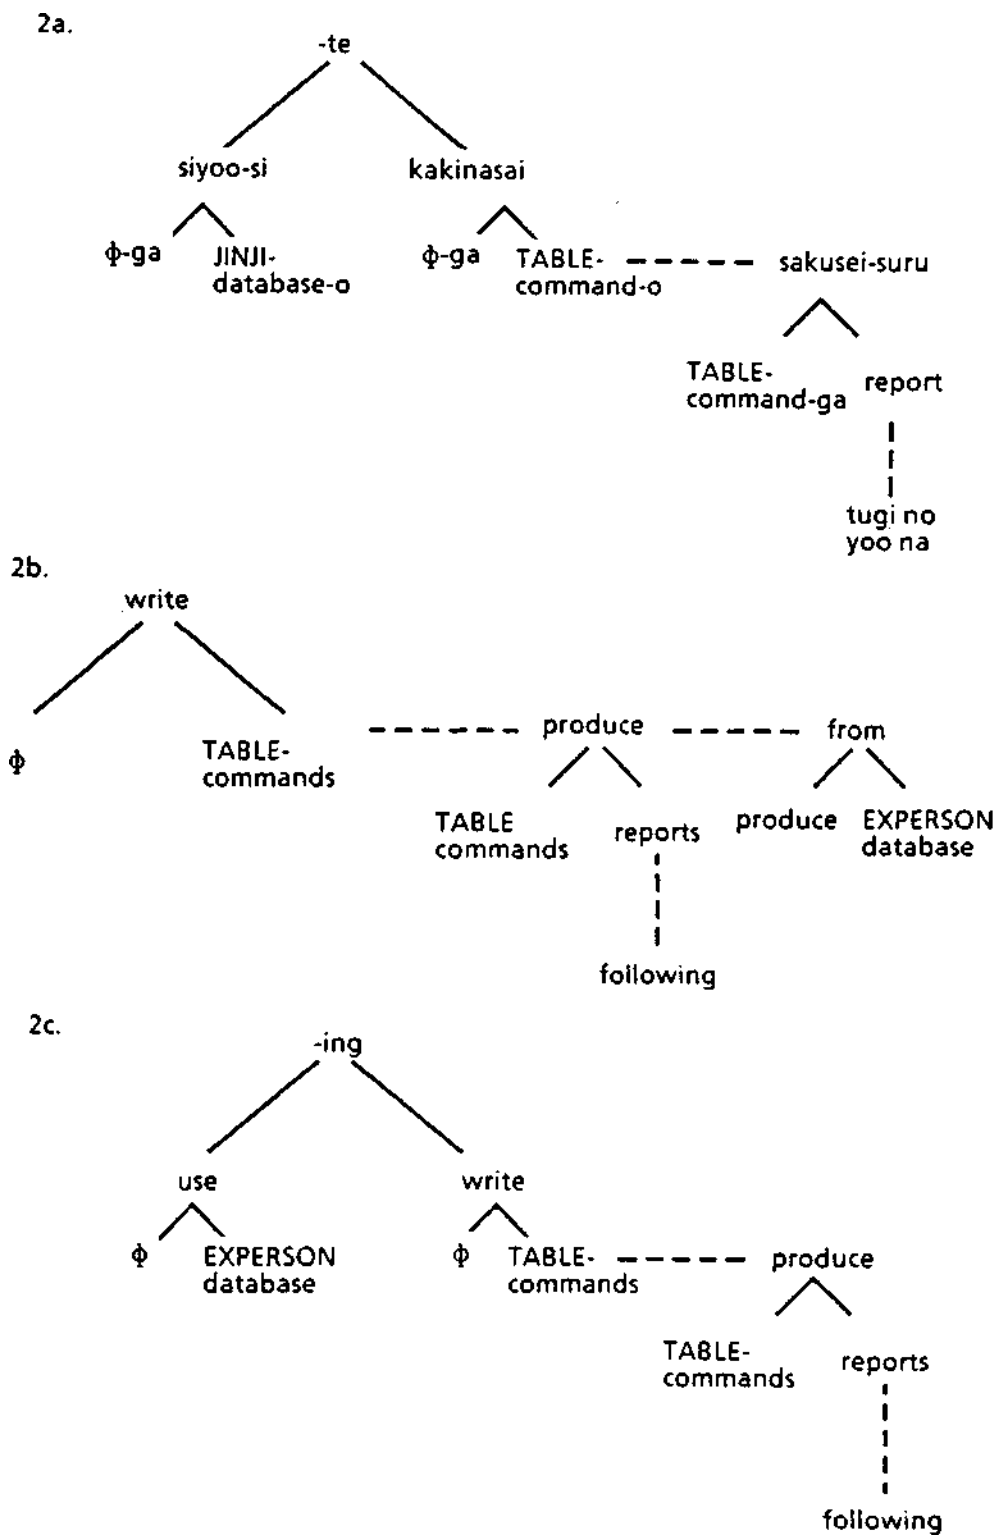 2a.
-te
siyoo-si kakinasai
ϕ-ga JINJI- ϕ-ga TABLE- sakusei-suru
database-o command-o
TABLE- report
command-ga
tugi no
yoo na
2b.
write
ϕ TABLE- produce from
commands
TABLE reports produce EXPERSON
commands database
following
2c.
-ing
use write
ϕ EXPERSON ϕ TABLE- produce
database commands
TABLE- reports
commands
following